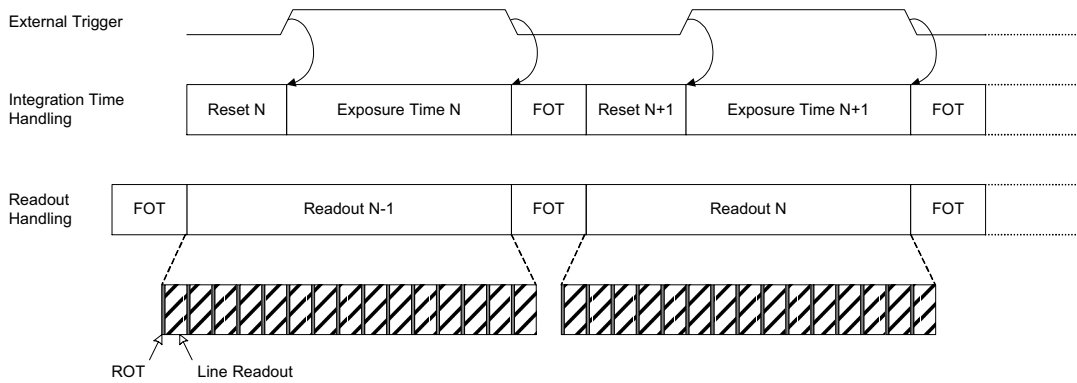 External Trigger
Integration Time
Handling
Reset N
Exposure Time N
FOT
Reset N+1
Exposure Time N+1
FOT
Readout
Handling
FOT
Readout N-1
FOT
Readout N
FOT
ROT
Line Readout